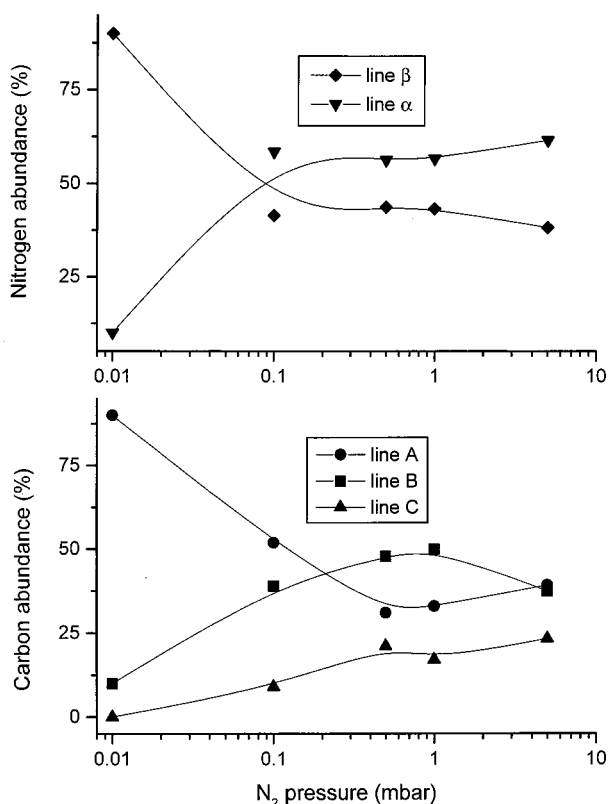 Nitrogen abundance (%)
75
50
25
line β
line α
0.01
0.1
1
10
Carbon abundance (%)
75
50
25
0
line A
line B
line C
0.01
0.1
1
10
N₂ pressure (mbar)